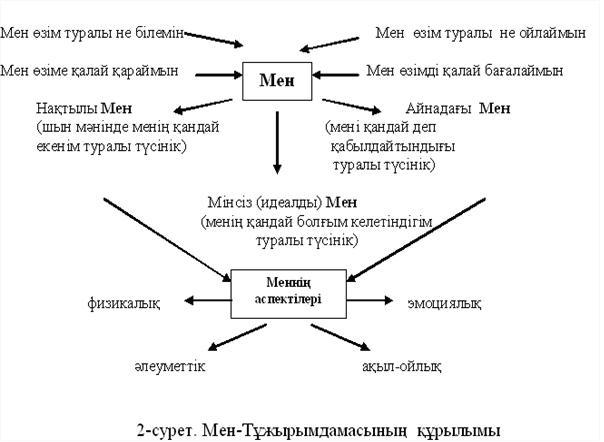 Мен өзім туралы не білемін
Мен өзім туралы не ойлаймын
Мен өзіме қалай қараймын
Мен
Мен өзімді қалай бағалаймын
Нақтылы Мен
(шын мәнінде менің қандай
екенім туралы түсінік)
Айнадағы Мен
(мені қандай деп
қабылдайтындығы
туралы түсінік)
Мінсіз (идеалды) Мен
(менің қандай болғым келетіндігім
туралы түсінік)
Меннің
аспектілері
физикалық
эмоциялық
әлеуметтік
ақыл-ойлық
2-сурет. Мен-Тұжырымдамасының құрылымы